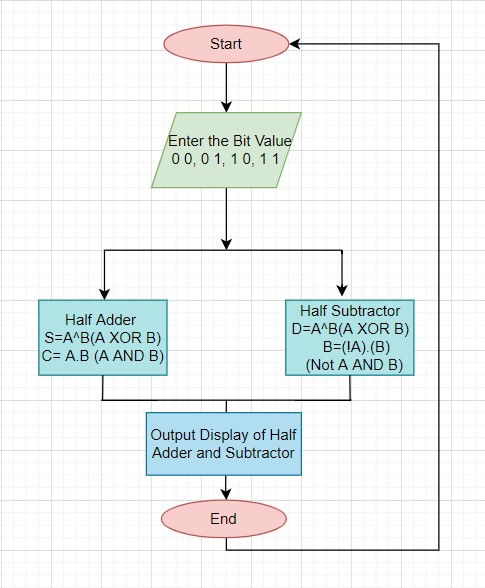 Start
Enter the Bit Value
0 0, 0 1, 1 0, 1 1
Half Adder
S=A^B(A XOR B)
C= A.B (A AND B)
Half Subtractor
D=A^B(A XOR B)
B=(!A).(B)
(Not A AND B)
Output Display of Half
Adder and Subtractor
End